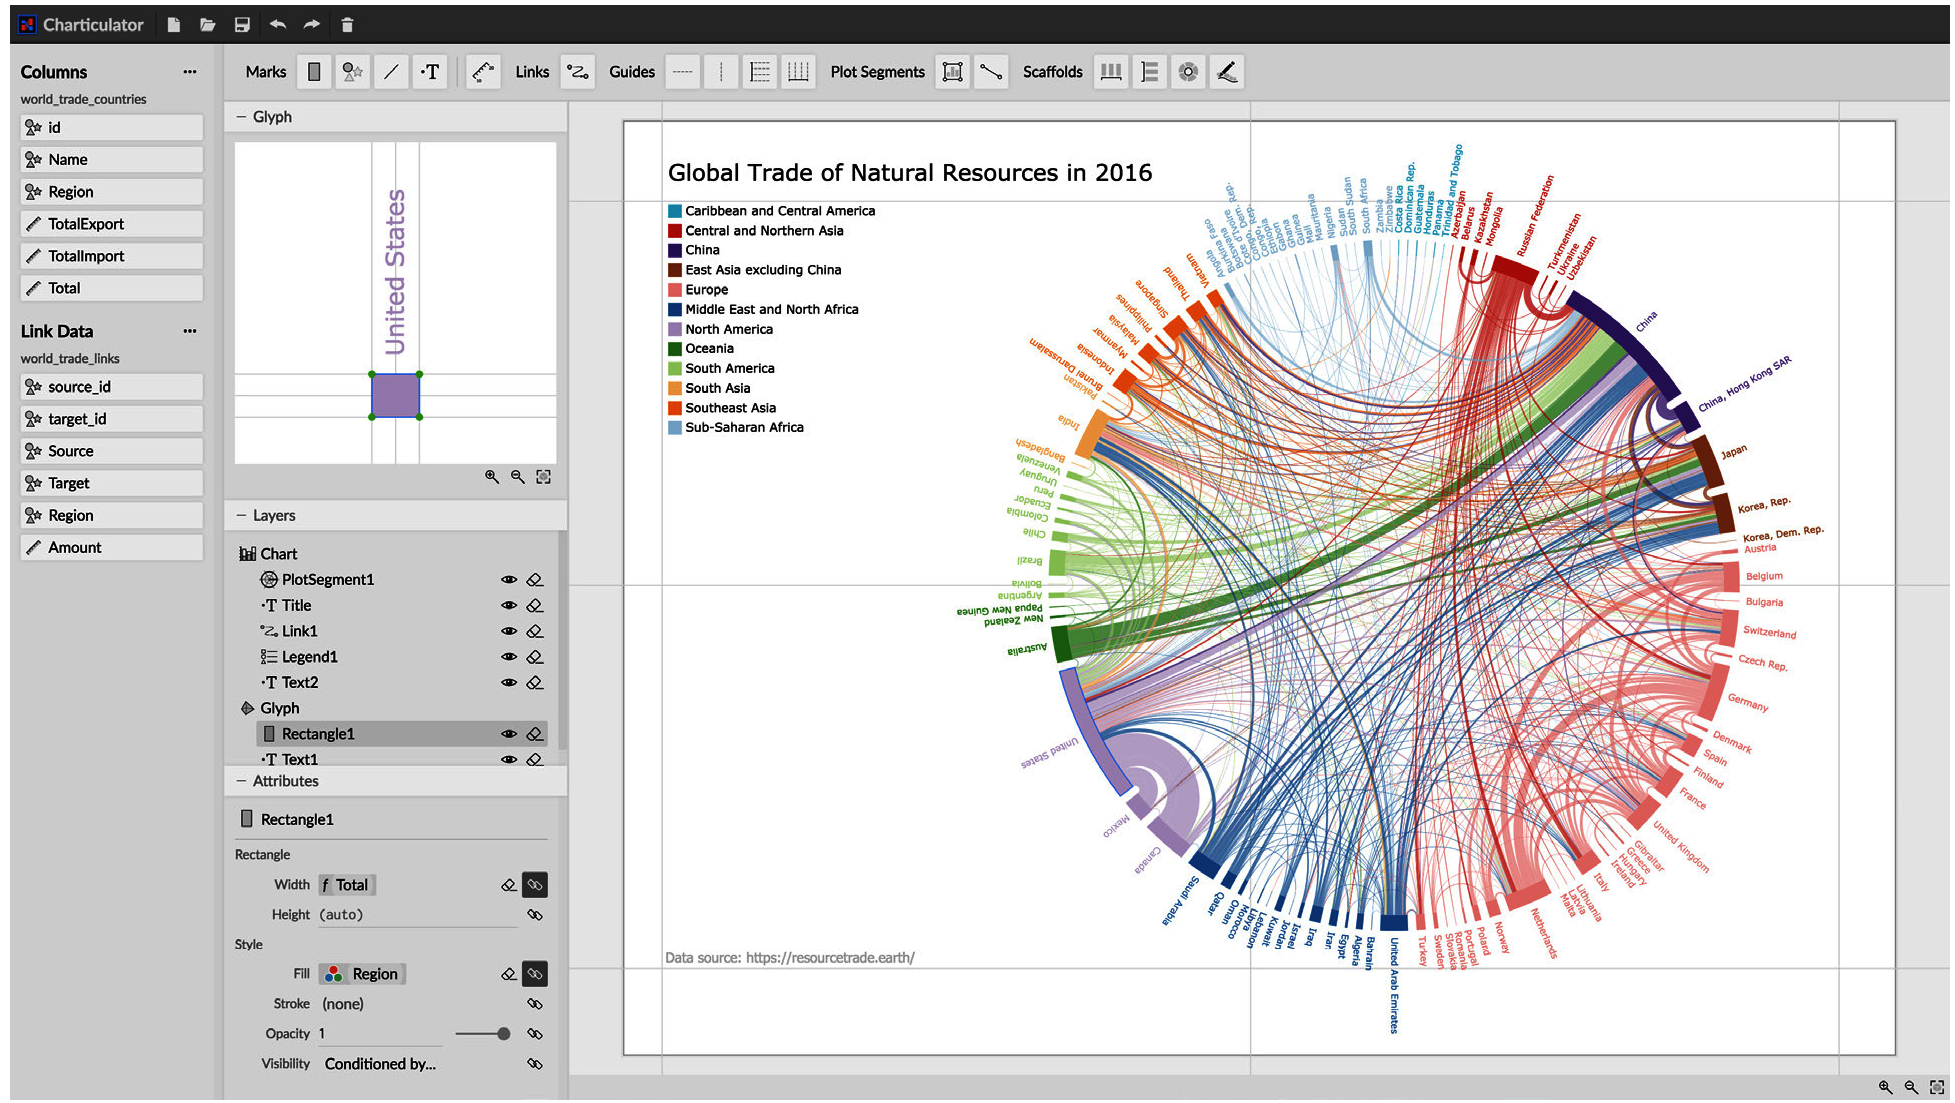 Charticulator
Columns
world_trade_countries
id
Name
Region
TotalExport
TotalImport
Total
Link Data
world_trade_links
source_id
target_id
Source
Target
Region
Amount
Marks
Links
Guides
Plot Segments
Scaffolds
Glyph
United States
Layers
Chart
PlotSegment1
Title
Link1
Legend1
Text2
Glyph
Rectangle1
Text1
Attributes
Rectangle1
Rectangle
Width
f Total
Height
(auto)
Style
Fill
Region
Stroke
(none)
Opacity
1
Visibility
Conditioned by...
Global Trade of Natural Resources in 2016
Caribbean and Central America
Central and Northern Asia
China
East Asia excluding China
Europe
Middle East and North Africa
North America
Oceania
South America
South Asia
Southeast Asia
Sub-Saharan Africa
Angola
Burkina Faso
Botswana
Cote d'Ivoire
Congo, Dem. Rep.
Congo, Rep.
Ethiopia
Gabon
Ghana
Guinea
Mali
Mauritania
Nigeria
Sudan
South Sudan
South Africa
Zambia
Zimbabwe
Costa Rica
Dominican Rep.
Guatemala
Honduras
Panama
Trinidad and Tobago
Azerbaijan
Belarus
Kazakhstan
Mongolia
Russian Federation
Turkmenistan
Ukraine
Uzbekistan
China
China, Hong Kong SAR
Japan
Korea, Rep.
Korea, Dem. Rep.
Austria
Belgium
Bulgaria
Switzerland
Czech Rep.
Germany
Denmark
Spain
Finland
France
United Kingdom
Gibraltar
Greece
Hungary
Ireland
Italy
Lithuania
Latvia
Malta
Netherlands
Norway
Poland
Portugal
Romania
Slovakia
Sweden
Turkey
United Arab Emirates
Bahrain
Algeria
Egypt
Iran
Iraq
Israel
Jordan
Kuwait
Lebanon
Libya
Morocco
Oman
Qatar
Saudi Arabia
Canada
Mexico
United States
Australia
New Zealand
Papua New Guinea
Argentina
Bolivia
Brazil
Chile
Colombia
Ecuador
Peru
Uruguay
Venezuela
Bangladesh
India
Pakistan
Brunei Darussalam
Indonesia
Myanmar
Malaysia
Philippines
Singapore
Thailand
Vietnam
Data source: https://resourcetrade.earth/